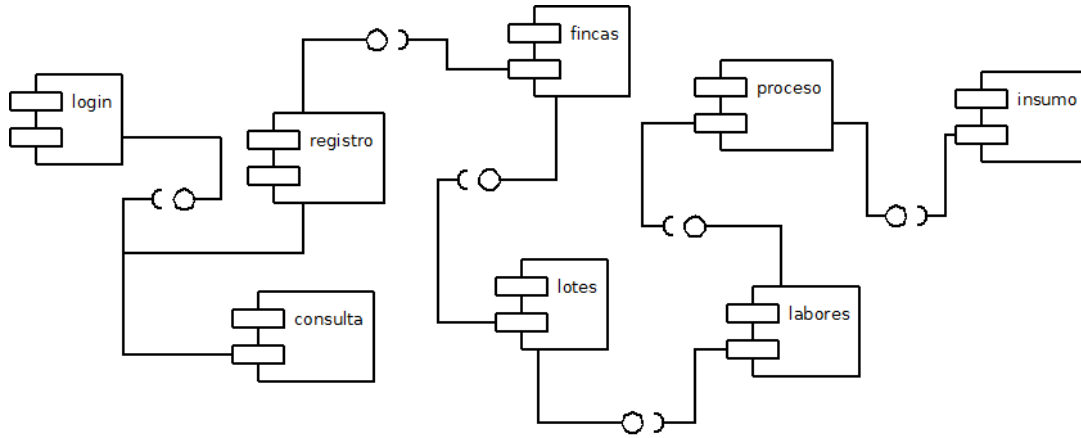 fincas
login
proceso
insumo
registro
lotes
consulta
labores